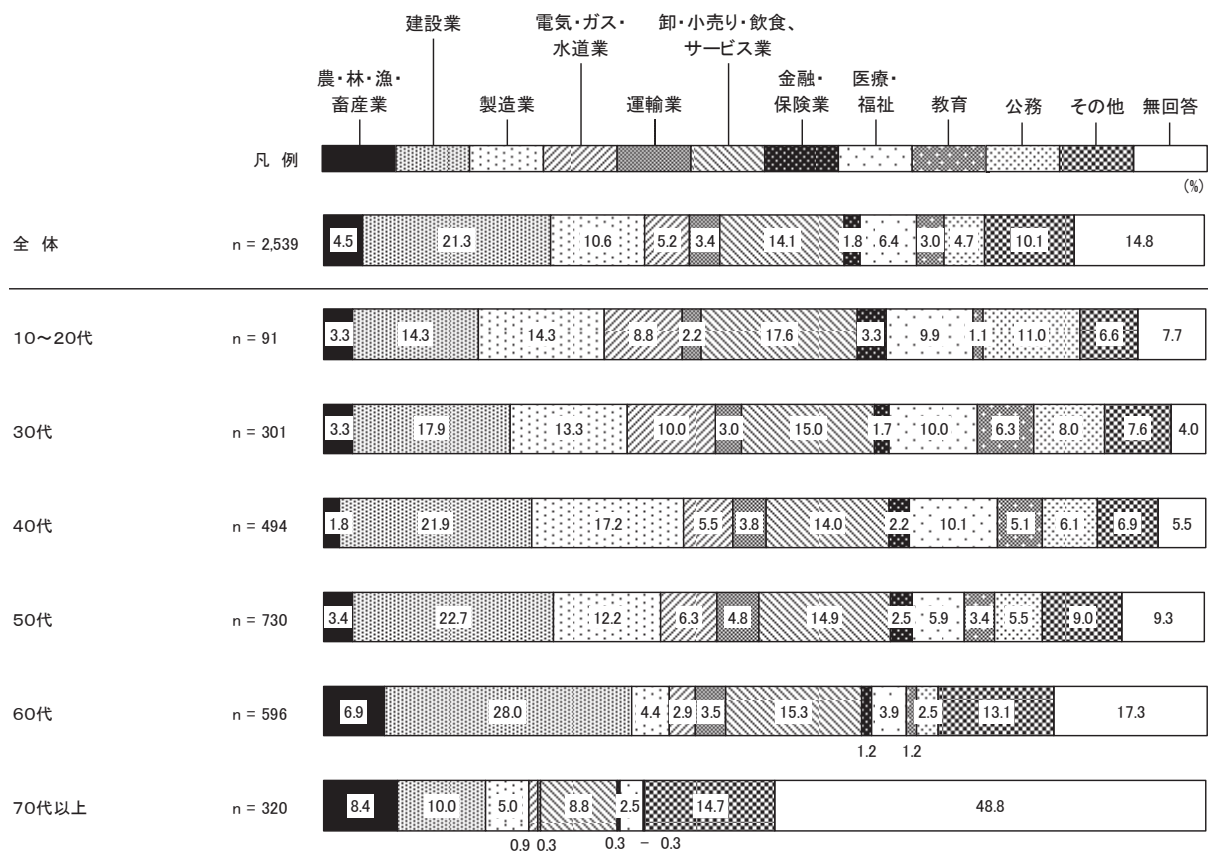 建設業
電気・ガス・
水道業
卸・小売り・飲食、
サービス業
農・林・漁・
畜産業
製造業
運輸業
金融・
保険業
医療・
福祉
教育
公務
その他
無回答
凡 例
(%)
全 体 n = 2,539 4.5 21.3 10.6 5.2 3.4 14.1 1.8 6.4 3.0 4.7 10.1 14.8
10～20代 n = 91 3.3 14.3 14.3 8.8 2.2 17.6 3.3 9.9 1.1 11.0 6.6 7.7
30代 n = 301 3.3 17.9 13.3 10.0 3.0 15.0 1.7 10.0 6.3 8.0 7.6 4.0
40代 n = 494 1.8 21.9 17.2 5.5 3.8 14.0 2.2 10.1 5.1 6.1 6.9 5.5
50代 n = 730 3.4 22.7 12.2 6.3 4.8 14.9 2.5 5.9 3.4 5.5 9.0 9.3
60代 n = 596 6.9 28.0 4.4 2.9 3.5 15.3 3.9 2.5 13.1 17.3
1.2 1.2
70代以上 n = 320 8.4 10.0 5.0 8.8 2.5 14.7 48.8
0.9 0.3 0.3 － 0.3